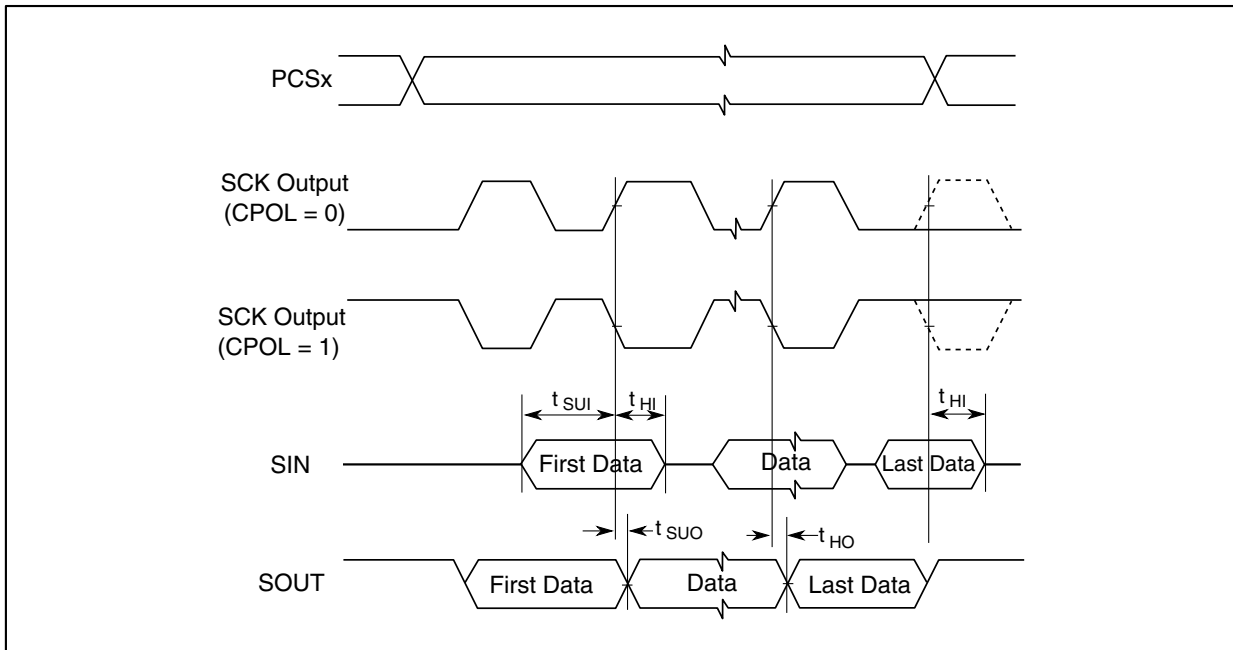 PCSx
SCK Output
(CPOL = 0)
SCK Output
(CPOL = 1)
t SUI
t HI
t HI
SIN
First Data
Data
Last Data
t SUO
t HO
SOUT
First Data
Data
Last Data